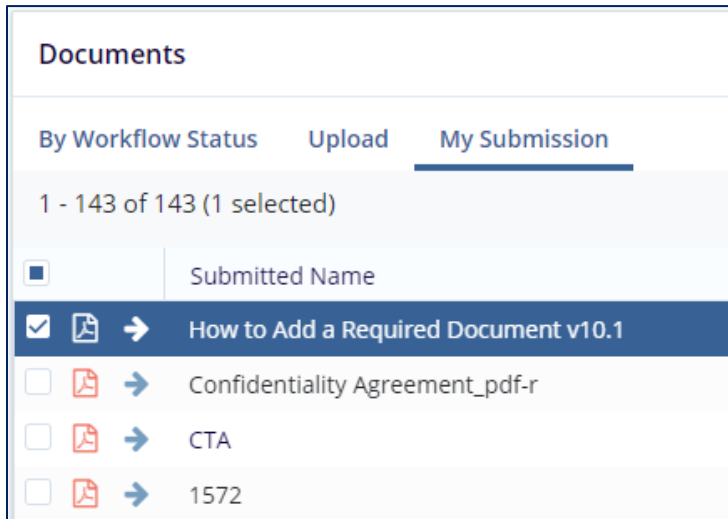 Documents
By Workflow Status Upload My Submission
1 - 143 of 143 (1 selected)
Submitted Name
How to Add a Required Document v10.1
Confidentiality Agreement_pdf-r
CTA
1572